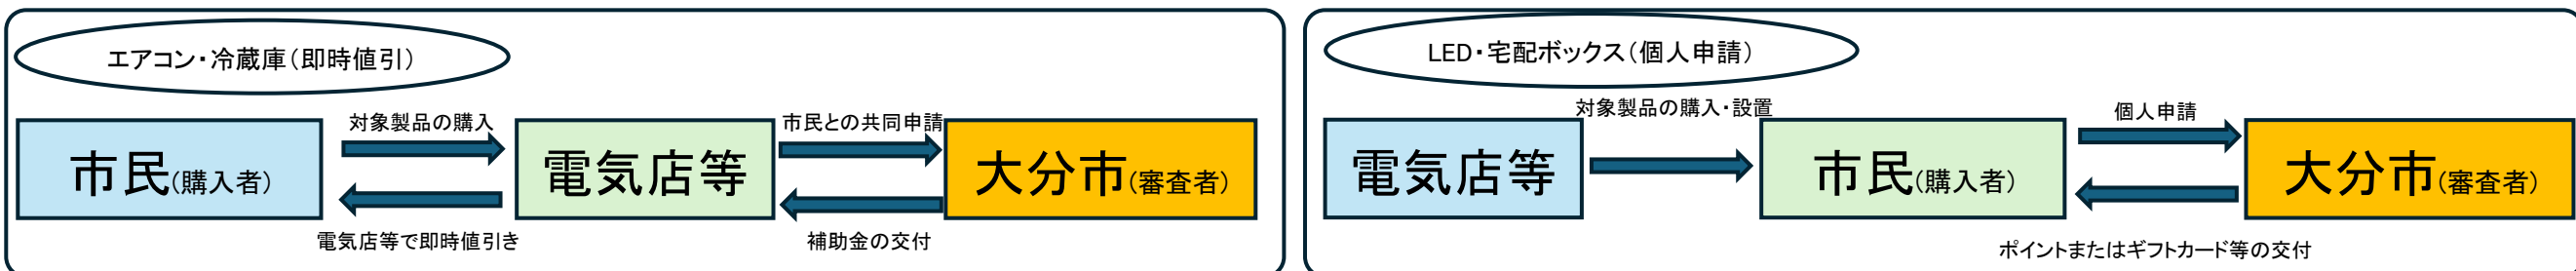 エアコン・冷蔵庫(即時値引)
対象製品の購入
市民との共同申請
市民(購入者)
電気店等
大分市(審査者)
電気店等で即時値引き
補助金の交付
LED・宅配ボックス(個人申請)
対象製品の購入・設置
個人申請
電気店等
市民(購入者)
大分市(審査者)
ポイントまたはギフトカード等の交付